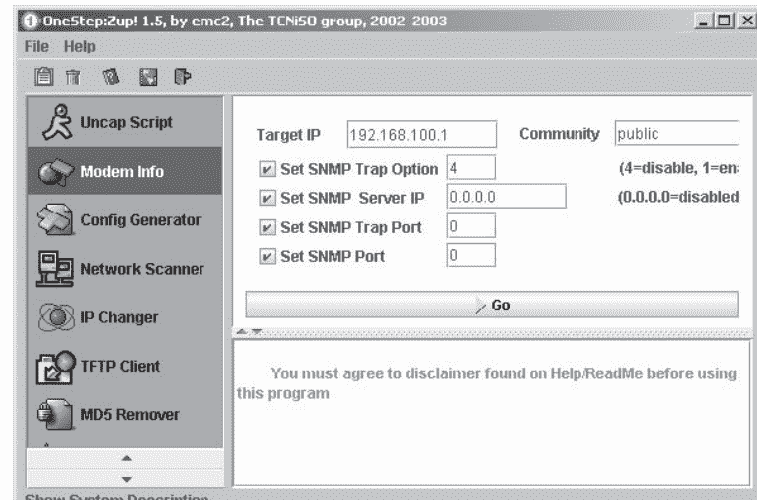 OneStep:Zup! 1.5, by emc2, The TCNiSO group, 2002 2003
File Help
Uncap Script
Modem Info
Config Generator
Network Scanner
IP Changer
TFTP Client
MD5 Remover
Target IP 192.168.100.1 Community public
Set SNMP Trap Option 4 (4=disable, 1=en
Set SNMP Server IP 0.0.0.0 (0.0.0.0=disabled
Set SNMP Trap Port 0
Set SNMP Port 0
Go
You must agree to disclaimer found on Help/ReadMe before using
this program
Show System Description